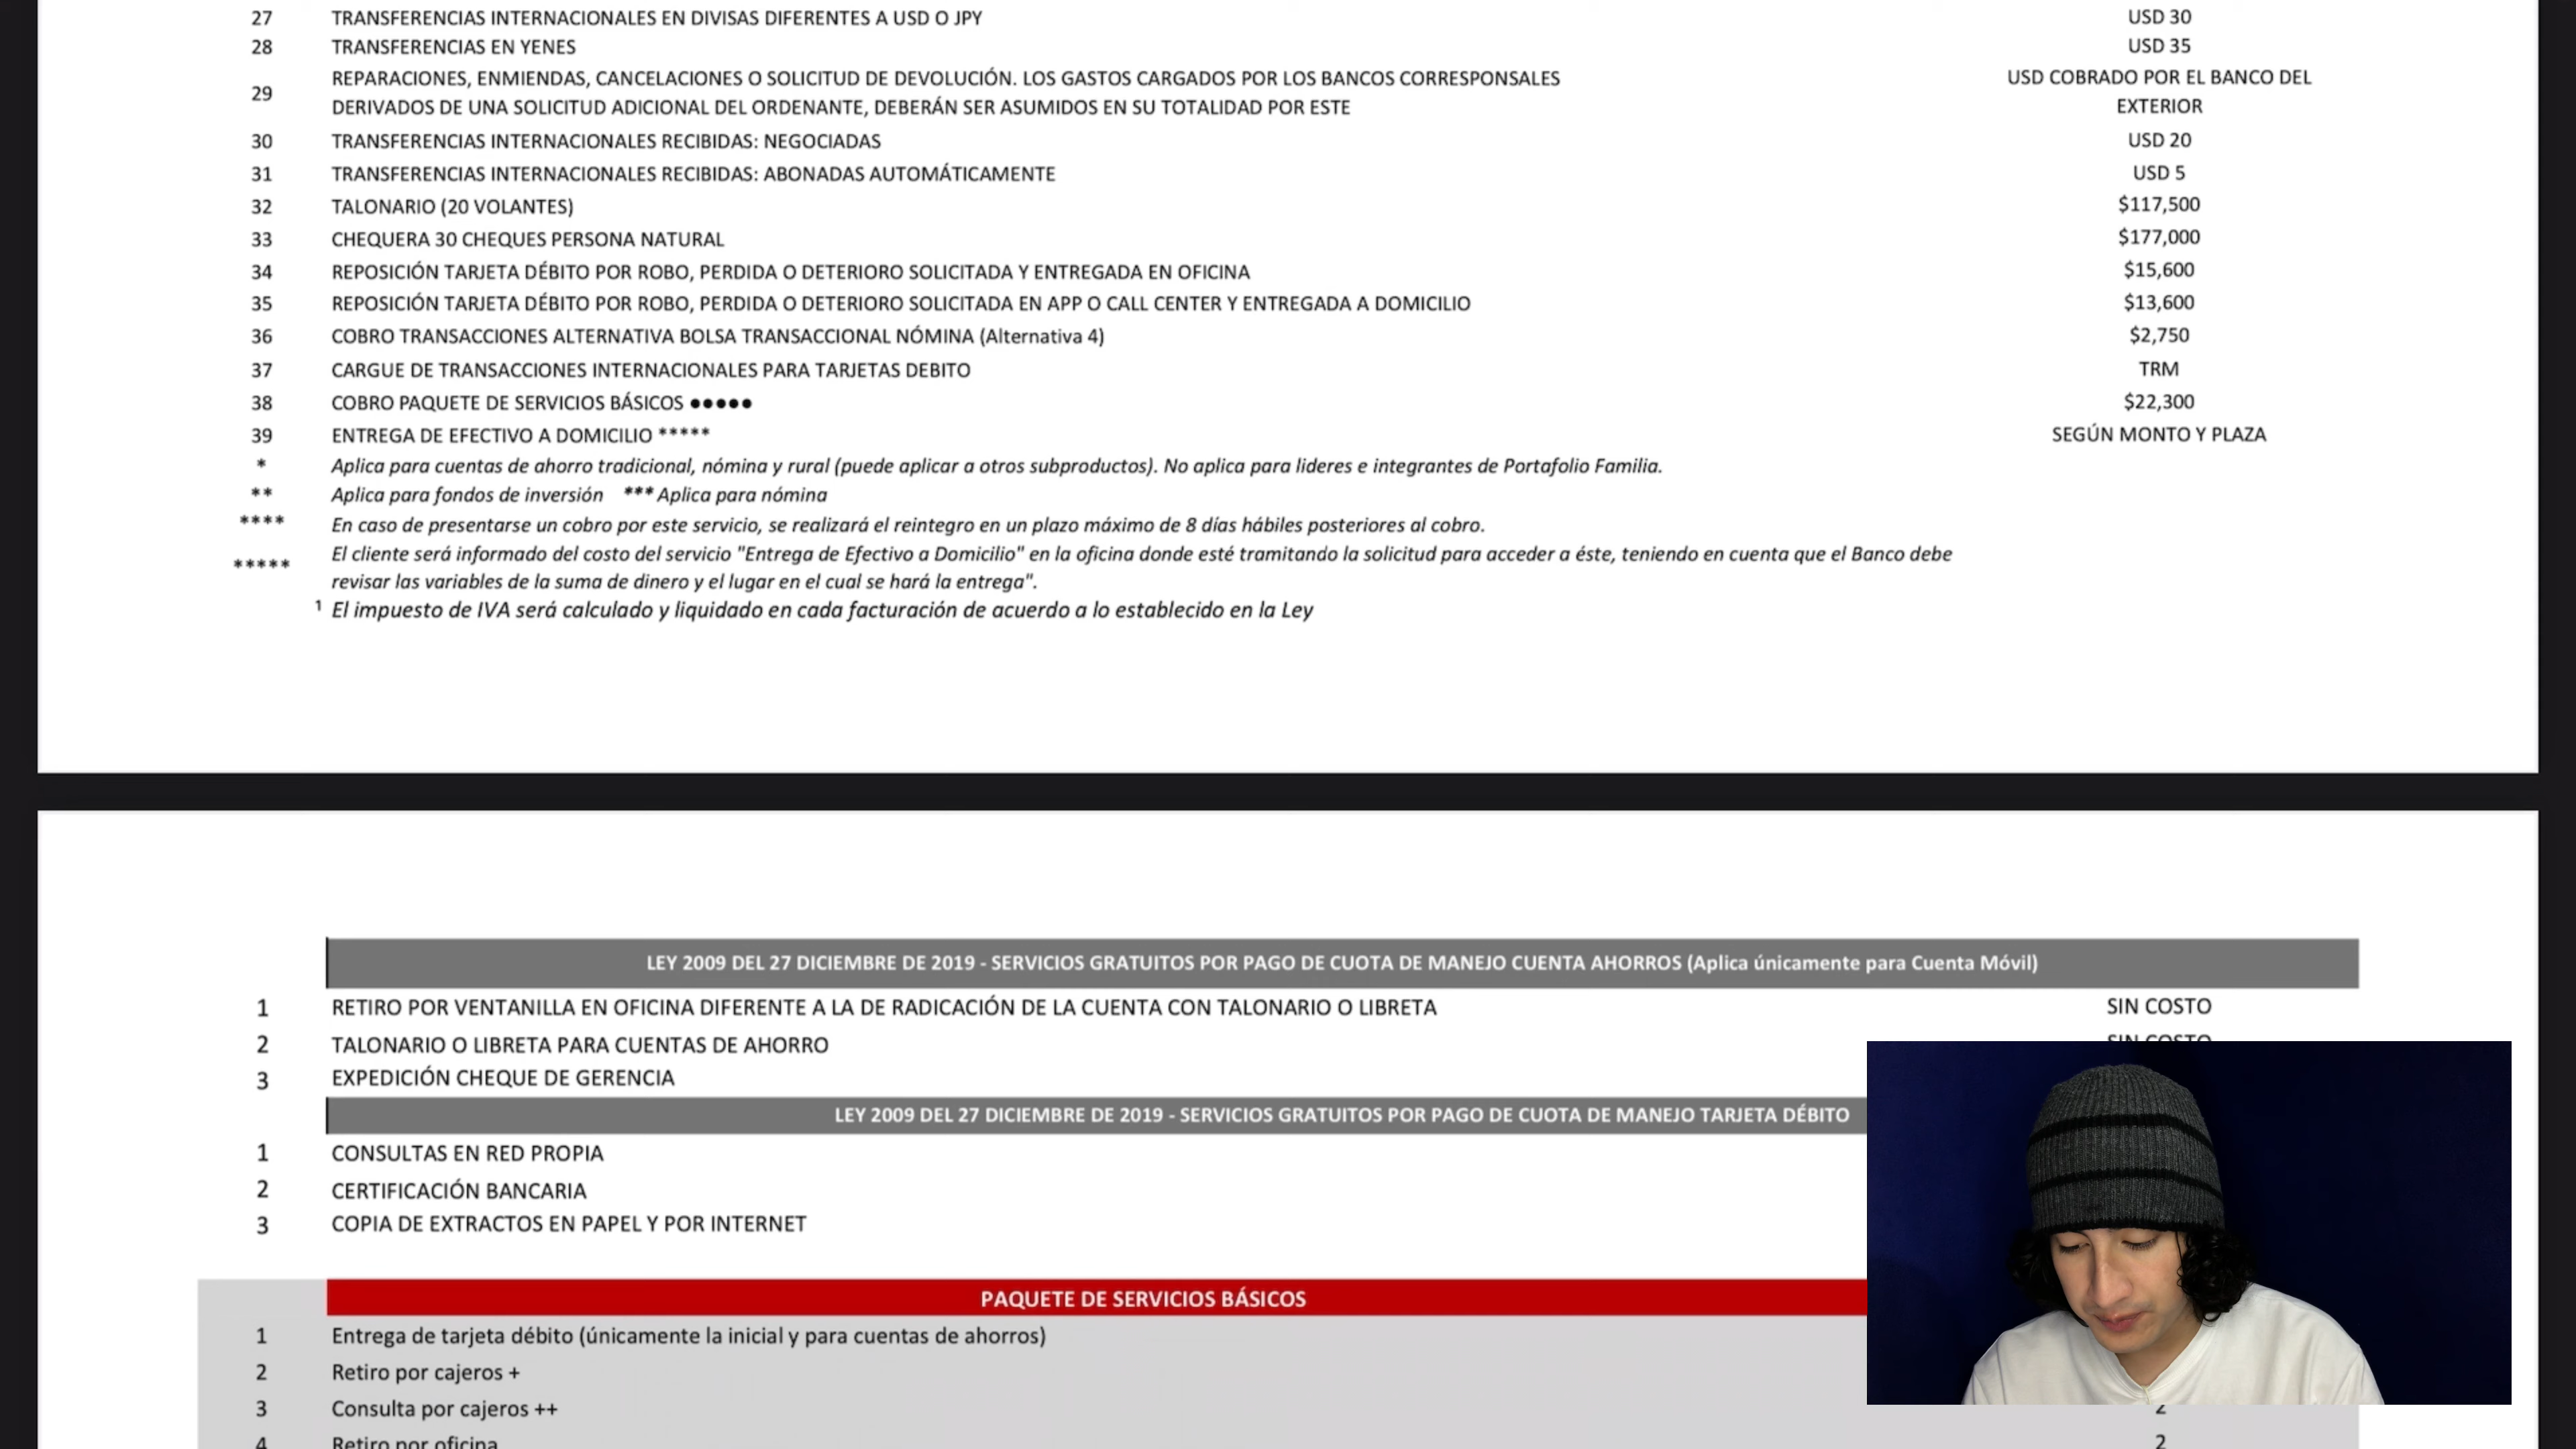 27 TRANSFERENCIAS INTERNACIONALES EN DIVISAS DIFERENTES A USD O JPY USD 30
28 TRANSFERENCIAS EN YENES USD 35
29 REPARACIONES, ENMIENDAS, CANCELACIONES O SOLICITUD DE DEVOLUCIÓN. LOS GASTOS CARGADOS POR LOS BANCOS CORRESPONSALES USD COBRADO POR EL BANCO DEL
DERIVADOS DE UNA SOLICITUD ADICIONAL DEL ORDENANTE, DEBERÁN SER ASUMIDOS EN SU TOTALIDAD POR ESTE EXTERIOR
30 TRANSFERENCIAS INTERNACIONALES RECIBIDAS: NEGOCIADAS USD 20
31 TRANSFERENCIAS INTERNACIONALES RECIBIDAS: ABONADAS AUTOMÁTICAMENTE USD 5
32 TALONARIO (20 VOLANTES) $117,500
33 CHEQUERA 30 CHEQUES PERSONA NATURAL $177,000
34 REPOSICIÓN TARJETA DÉBITO POR ROBO, PERDIDA O DETERIORO SOLICITADA Y ENTREGADA EN OFICINA $15,600
35 REPOSICIÓN TARJETA DÉBITO POR ROBO, PERDIDA O DETERIORO SOLICITADA EN APP O CALL CENTER Y ENTREGADA A DOMICILIO $13,600
36 COBRO TRANSACCIONES ALTERNATIVA BOLSA TRANSACCIONAL NÓMINA (Alternativa 4) $2,750
37 CARGUE DE TRANSACCIONES INTERNACIONALES PARA TARJETAS DEBITO TRM
38 COBRO PAQUETE DE SERVICIOS BÁSICOS ●●●●● $22,300
39 ENTREGA DE EFECTIVO A DOMICILIO ***** SEGÚN MONTO Y PLAZA
* Aplica para cuentas de ahorro tradicional, nómina y rural (puede aplicar a otros subproductos). No aplica para lideres e integrantes de Portafolio Familia.
** Aplica para fondos de inversión *** Aplica para nómina
**** En caso de presentarse un cobro por este servicio, se realizará el reintegro en un plazo máximo de 8 días hábiles posteriores al cobro.
***** El cliente será informado del costo del servicio "Entrega de Efectivo a Domicilio" en la oficina donde esté tramitando la solicitud para acceder a éste, teniendo en cuenta que el Banco debe
revisar las variables de la suma de dinero y el lugar en el cual se hará la entrega".
¹ El impuesto de IVA será calculado y liquidado en cada facturación de acuerdo a lo establecido en la Ley
LEY 2009 DEL 27 DICIEMBRE DE 2019 - SERVICIOS GRATUITOS POR PAGO DE CUOTA DE MANEJO CUENTA AHORROS (Aplica únicamente para Cuenta Móvil)
1 RETIRO POR VENTANILLA EN OFICINA DIFERENTE A LA DE RADICACIÓN DE LA CUENTA CON TALONARIO O LIBRETA SIN COSTO
2 TALONARIO O LIBRETA PARA CUENTAS DE AHORRO SIN COSTO
3 EXPEDICIÓN CHEQUE DE GERENCIA
LEY 2009 DEL 27 DICIEMBRE DE 2019 - SERVICIOS GRATUITOS POR PAGO DE CUOTA DE MANEJO TARJETA DÉBITO
1 CONSULTAS EN RED PROPIA
2 CERTIFICACIÓN BANCARIA
3 COPIA DE EXTRACTOS EN PAPEL Y POR INTERNET
PAQUETE DE SERVICIOS BÁSICOS
1 Entrega de tarjeta débito (únicamente la inicial y para cuentas de ahorros)
2 Retiro por cajeros +
3 Consulta por cajeros ++ 2
4 Retiro por oficina 2